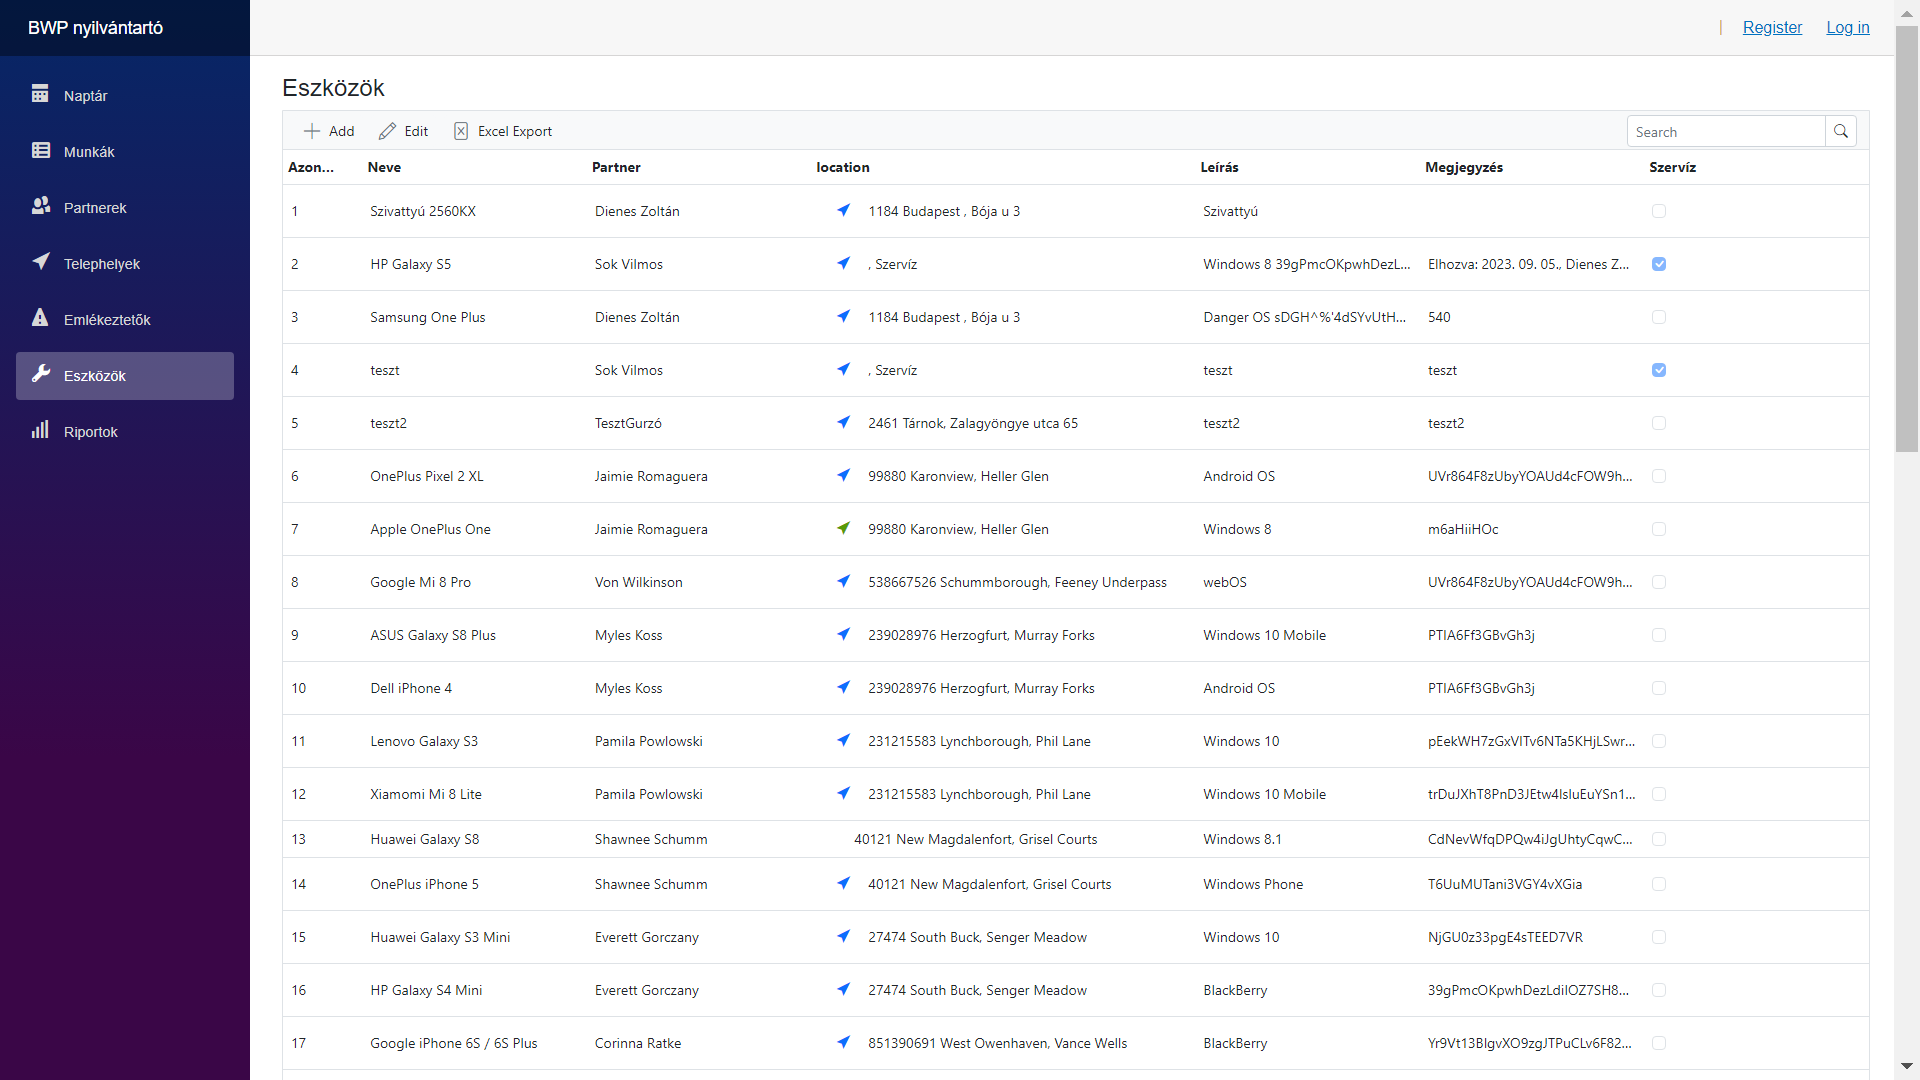 BWP nyilvántartó
Register Log in
Naptár
Munkák
Partnerek
Telephelyek
Emlékeztetők
Eszközök
Riportok
Eszközök
Add Edit Excel Export Search
Azon... Neve Partner location Leírás Megjegyzés Szervíz
1 Szivattyú 2560KX Dienes Zoltán 1184 Budapest , Bója u 3 Szivattyú
2 HP Galaxy S5 Sok Vilmos , Szervíz Windows 8 39gPmcOKpwhDezL... Elhozva: 2023. 09. 05., Dienes Z...
3 Samsung One Plus Dienes Zoltán 1184 Budapest , Bója u 3 Danger OS sDGH^%'4dSYvUtH... 540
4 teszt Sok Vilmos , Szervíz teszt teszt
5 teszt2 TesztGurzó 2461 Tárnok, Zalagyöngye utca 65 teszt2 teszt2
6 OnePlus Pixel 2 XL Jaimie Romaguera 99880 Karonview, Heller Glen Android OS UVr864F8zUbyYOAUd4cFOW9h...
7 Apple OnePlus One Jaimie Romaguera 99880 Karonview, Heller Glen Windows 8 m6aHiiHOc
8 Google Mi 8 Pro Von Wilkinson 538667526 Schummborough, Feeney Underpass webOS UVr864F8zUbyYOAUd4cFOW9h...
9 ASUS Galaxy S8 Plus Myles Koss 239028976 Herzogfurt, Murray Forks Windows 10 Mobile PTIA6Ff3GBvGh3j
10 Dell iPhone 4 Myles Koss 239028976 Herzogfurt, Murray Forks Android OS PTIA6Ff3GBvGh3j
11 Lenovo Galaxy S3 Pamila Powlowski 231215583 Lynchborough, Phil Lane Windows 10 pEekWH7zGxVITv6NTa5KHjLSwr...
12 Xiamomi Mi 8 Lite Pamila Powlowski 231215583 Lynchborough, Phil Lane Windows 10 Mobile trDuJXhT8PnD3JEtw4IsIuEuYSn1...
13 Huawei Galaxy S8 Shawnee Schumm 40121 New Magdalenfort, Grisel Courts Windows 8.1 CdNevWfqDPQw4iJgUhtyCqwC...
14 OnePlus iPhone 5 Shawnee Schumm 40121 New Magdalenfort, Grisel Courts Windows Phone T6UuMUTani3VGY4vXGia
15 Huawei Galaxy S3 Mini Everett Gorczany 27474 South Buck, Senger Meadow Windows 10 NjGU0z33pgE4sTEED7VR
16 HP Galaxy S4 Mini Everett Gorczany 27474 South Buck, Senger Meadow BlackBerry 39gPmcOKpwhDezLdiIOZ7SH8...
17 Google iPhone 6S / 6S Plus Corinna Ratke 851390691 West Owenhaven, Vance Wells BlackBerry Yr9Vt13BIgvXO9zgJTPuCLv6F82...